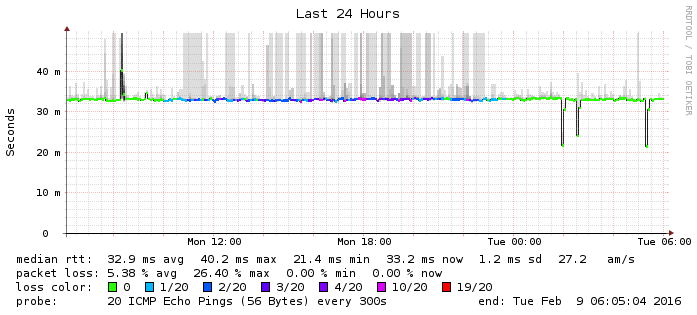 Last 24 Hours
RRDTOOL / TOBI OETIKER
Seconds
40 m
30 m
20 m
10 m
0
Mon 12:00 Mon 18:00 Tue 00:00 Tue 06:00
median rtt: 32.9 ms avg 40.2 ms max 21.4 ms min 33.2 ms now 1.2 ms sd 27.2 am/s
packet loss: 5.38 % avg 26.40 % max 0.00 % min 0.00 % now
loss color: 0 1/20 2/20 3/20 4/20 10/20 19/20
probe: 20 ICMP Echo Pings (56 Bytes) every 300s end: Tue Feb 9 06:05:04 2016